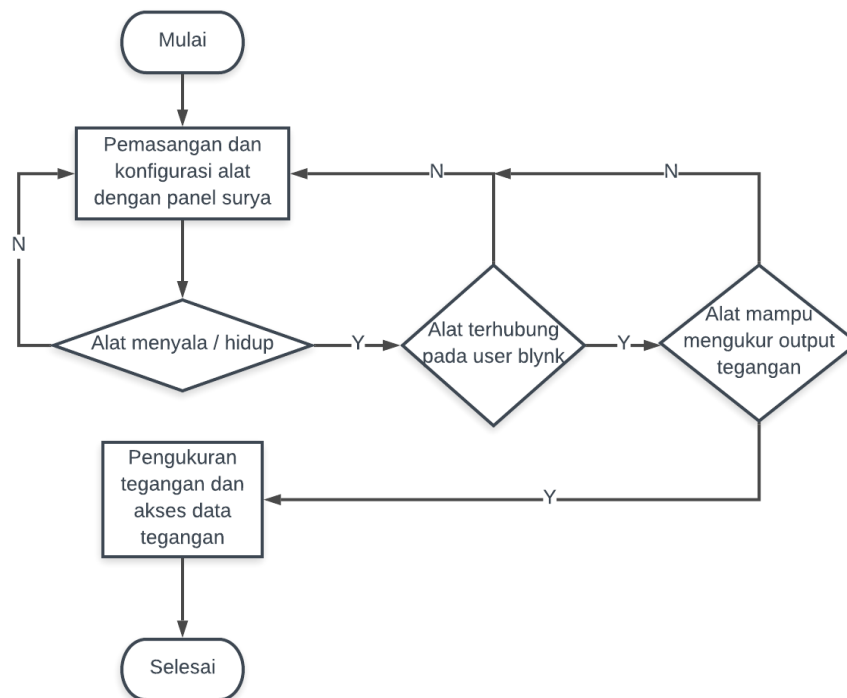 Mulai
Pemasangan dan
konfigurasi alat
dengan panel surya
N
N
N
Alat menyala / hidup
Y
Alat terhubung
pada user blynk
Y
Alat mampu
mengukur output
tegangan
Pengukuran
tegangan dan
akses data
tegangan
Y
Selesai